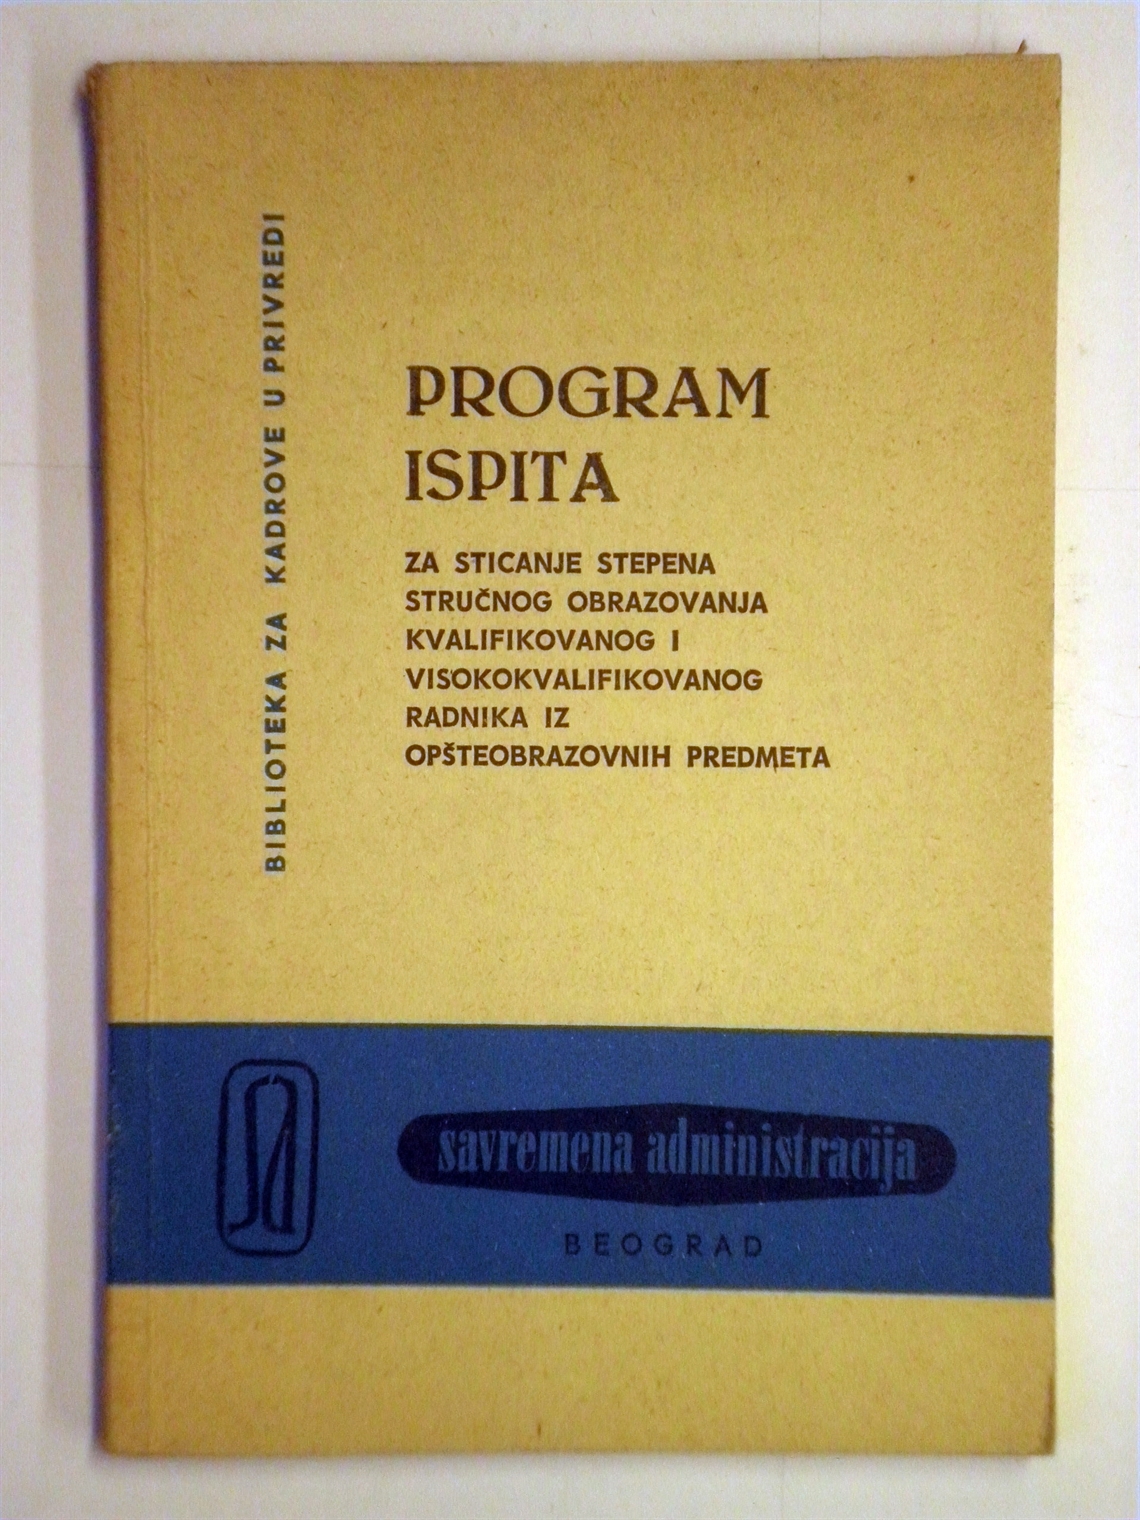 BIBLIOTEKA ZA KADROVE U PRIVREDI
PROGRAM
ISPITA
ZA STICANJE STEPENA
STRUČNOG OBRAZOVANJA
KVALIFIKOVANOG I
VISOKOKVALIFIKOVANOG
RADNIKA IZ
OPŠTEOBRAZOVNIH PREDMETA
savremena administracija
BEOGRAD